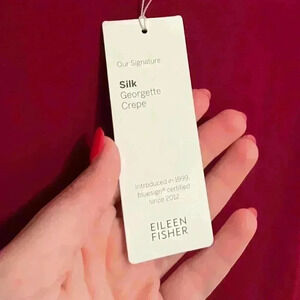 Our Signature
Silk
Georgette
Crepe
Introduced in 1999,
bluesign® certified
since 2012
EILEEN
FISHER